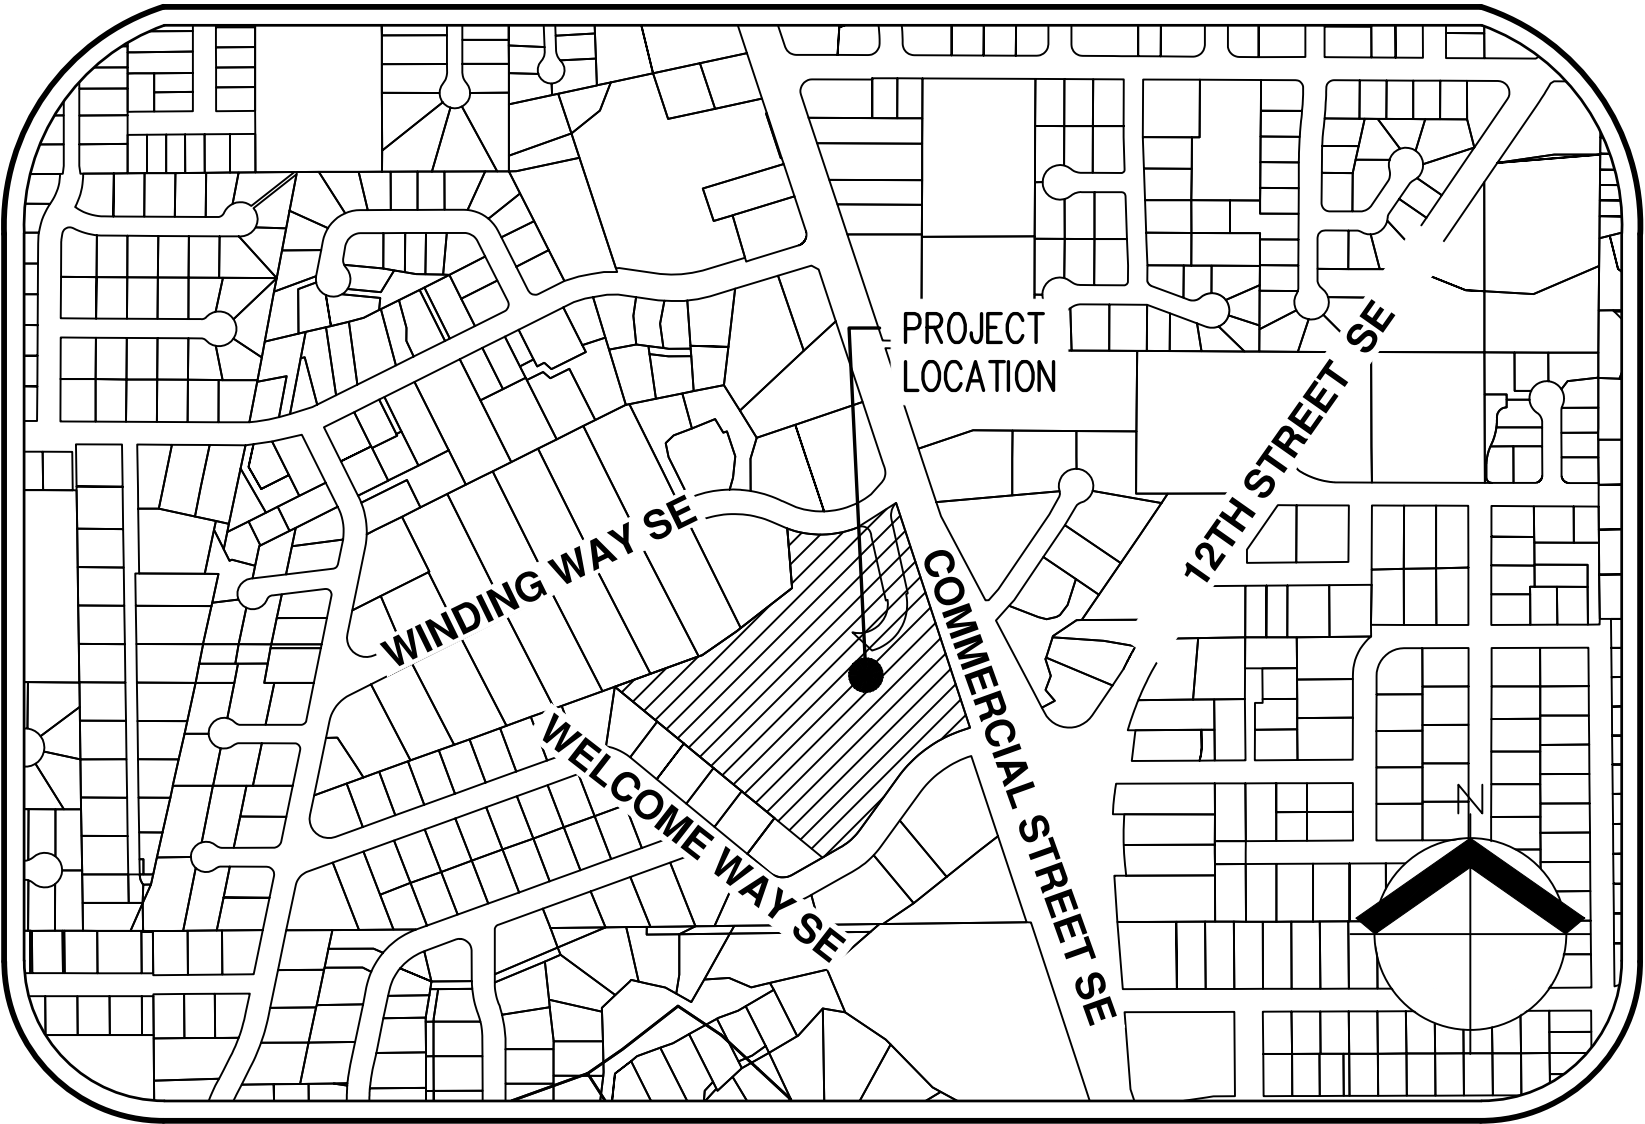 PROJECT
LOCATION
12TH STREET SE
WINDING WAY SE
COMMERCIAL STREET SE
WELCOME WAY SE
N